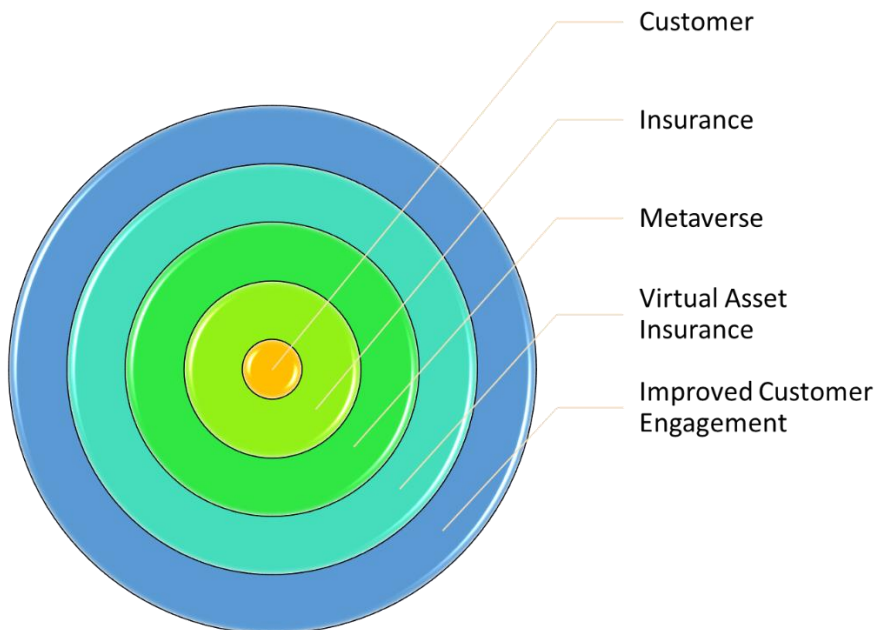 Customer
Insurance
Metaverse
Virtual Asset
Insurance
Improved Customer
Engagement